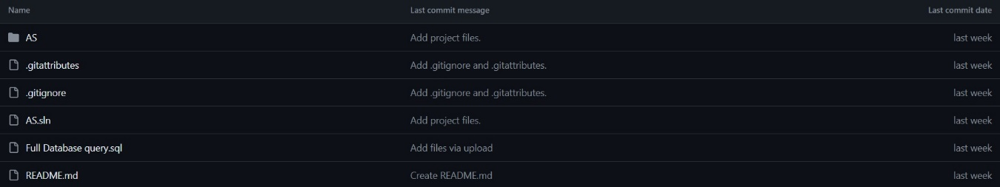 Name Last commit message Last commit date
AS Add project files. last week
.gitattributes Add .gitignore and .gitattributes. last week
.gitignore Add .gitignore and .gitattributes. last week
AS.sln Add project files. last week
Full Database query.sql Add files via upload last week
README.md Create README.md last week